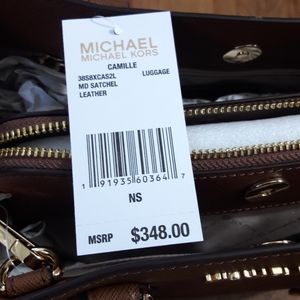 MICHAEL
MICHAEL KORS
CAMILLE
38S8XCAS2L LUGGAGE
MD SATCHEL
LEATHER
1 91935 60364 7
NS
MSRP $348.00